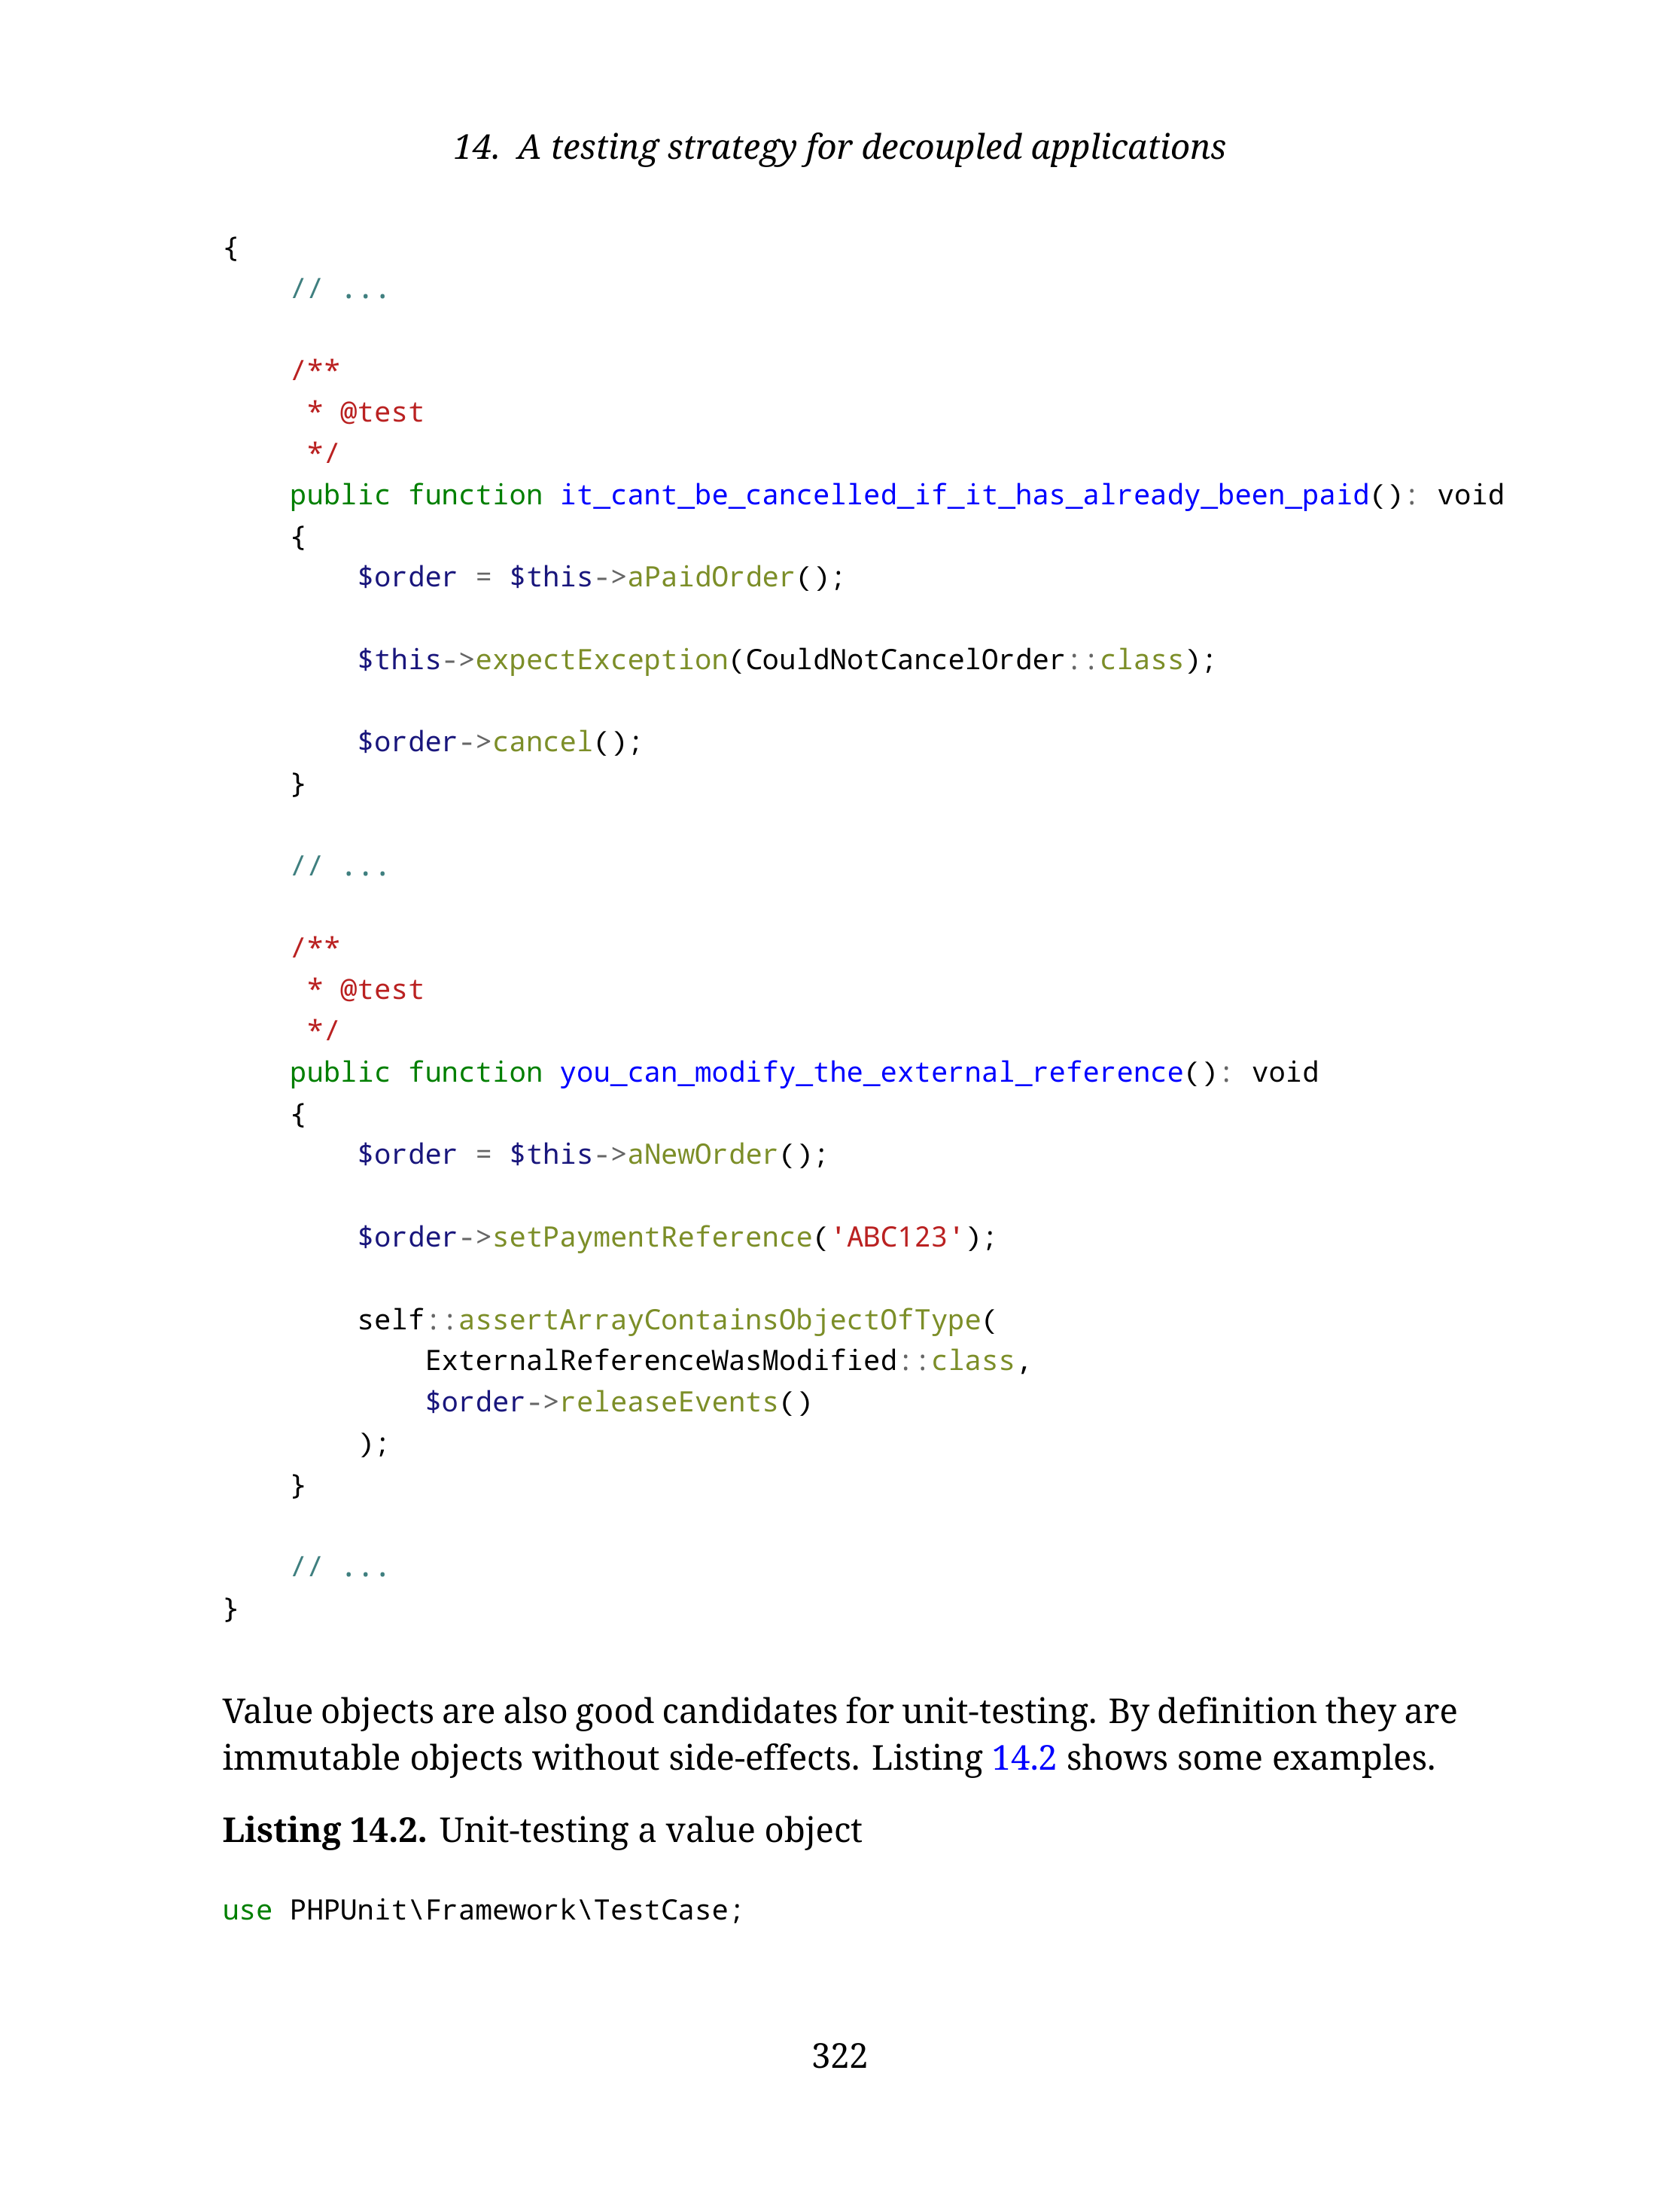 14. A testing strategy for decoupled applications
{
    // ...

    /**
     * @test
     */
    public function it_cant_be_cancelled_if_it_has_already_been_paid(): void
    {
        $order = $this->aPaidOrder();

        $this->expectException(CouldNotCancelOrder::class);

        $order->cancel();
    }

    // ...

    /**
     * @test
     */
    public function you_can_modify_the_external_reference(): void
    {
        $order = $this->aNewOrder();

        $order->setPaymentReference('ABC123');

        self::assertArrayContainsObjectOfType(
            ExternalReferenceWasModified::class,
            $order->releaseEvents()
        );
    }

    // ...
}
Value objects are also good candidates for unit-testing. By definition they are
immutable objects without side-effects. Listing 14.2 shows some examples.
Listing 14.2. Unit-testing a value object
use PHPUnit\Framework\TestCase;
322